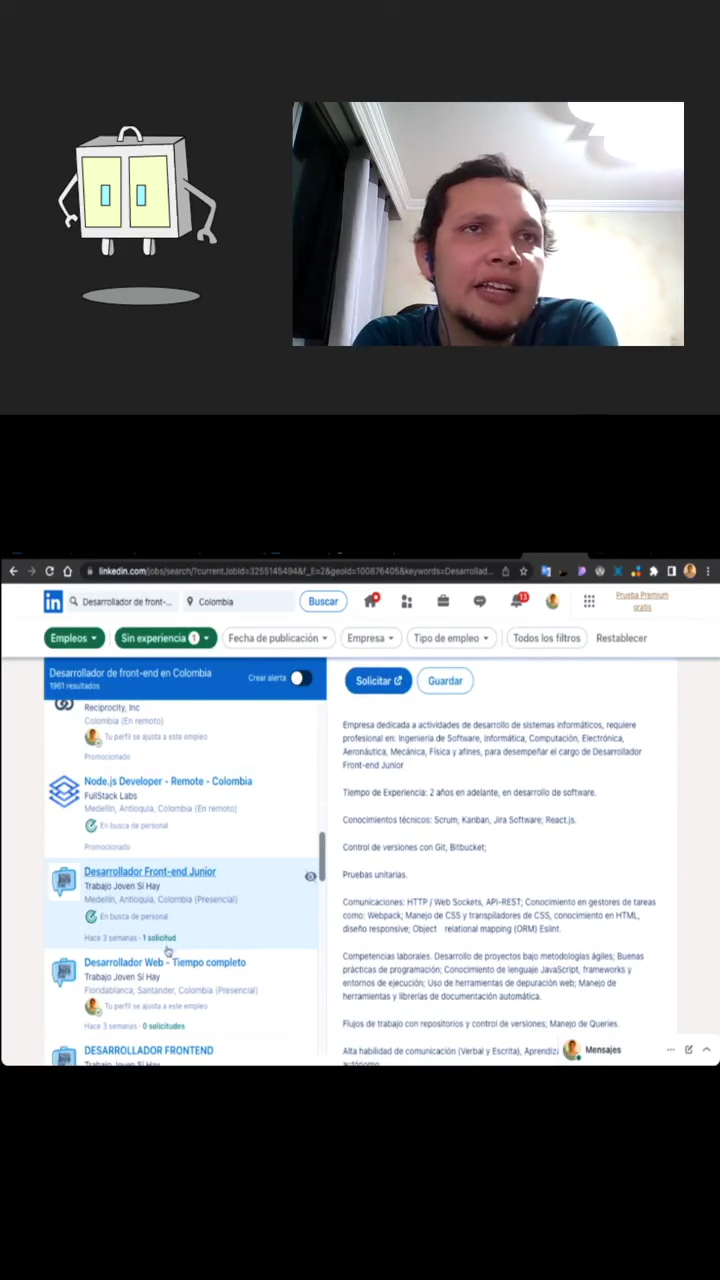 linkedin.com/jobs/search/?currentJobId=3255145494&f_E=2&geoId=100876405&keywords=Desarrollad...
in
Desarrollador de front-... Colombia Buscar 13 Prueba Premium
gratis
Empleos Sin experiencia 1 Fecha de publicación Empresa Tipo de empleo Todos los filtros Restablecer
Desarrollador de front-end en Colombia
1961 resultados
Crear alerta
Reciprocity, Inc
Colombia (En remoto)
Tu perfil se ajusta a este empleo
Promocionado
Node.js Developer - Remote - Colombia
FullStack Labs
Medellín, Antioquia, Colombia (En remoto)
En busca de personal
Promocionado
Desarrollador Front-end Junior
Trabajo Joven Sí Hay
Medellín, Antioquia, Colombia (Presencial)
En busca de personal
Hace 3 semanas · 1 solicitud
Desarrollador Web - Tiempo completo
Trabajo Joven Sí Hay
Floridablanca, Santander, Colombia (Presencial)
Tu perfil se ajusta a este empleo
Hace 3 semanas · 0 solicitudes
DESARROLLADOR FRONTEND
Trabajo Joven Sí Hay
Solicitar Guardar
Empresa dedicada a actividades de desarrollo de sistemas informáticos, requiere
profesional en: Ingeniería de Software, Informática, Computación, Electrónica,
Aeronáutica, Mecánica, Física y afines, para desempeñar el cargo de Desarrollador
Front-end Junior
Tiempo de Experiencia: 2 años en adelante, en desarrollo de software.
Conocimientos técnicos: Scrum, Kanban, Jira Software; React.js.
Control de versiones con Git, Bitbucket;
Pruebas unitarias.
Comunicaciones: HTTP / Web Sockets, API-REST; Conocimiento en gestores de tareas
como: Webpack; Manejo de CSS y transpiladores de CSS, conocimiento en HTML,
diseño responsive; Object relational mapping (ORM) Eslint.
Competencias laborales. Desarrollo de proyectos bajo metodologías ágiles; Buenas
prácticas de programación; Conocimiento de lenguaje JavaScript, frameworks y
entornos de ejecución; Uso de herramientas de depuración web; Manejo de
herramientas y librerías de documentación automática.
Flujos de trabajo con repositorios y control de versiones; Manejo de Queries.
Alta habilidad de comunicación (Verbal y Escrita), Aprendiza
autónomo
Mensajes